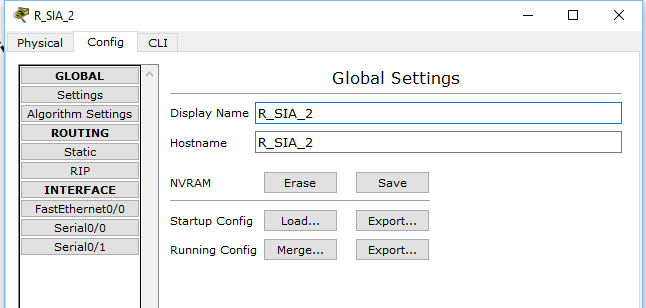 R_SIA_2
Physical Config CLI
GLOBAL
Settings
Algorithm Settings
ROUTING
Static
RIP
INTERFACE
FastEthernet0/0
Serial0/0
Serial0/1
Global Settings
Display Name R_SIA_2
Hostname R_SIA_2
NVRAM Erase Save
Startup Config Load... Export...
Running Config Merge... Export...